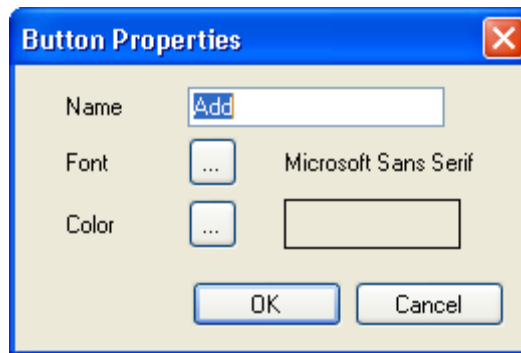 Button Properties
Name Add
Font ... Microsoft Sans Serif
Color ...
OK Cancel